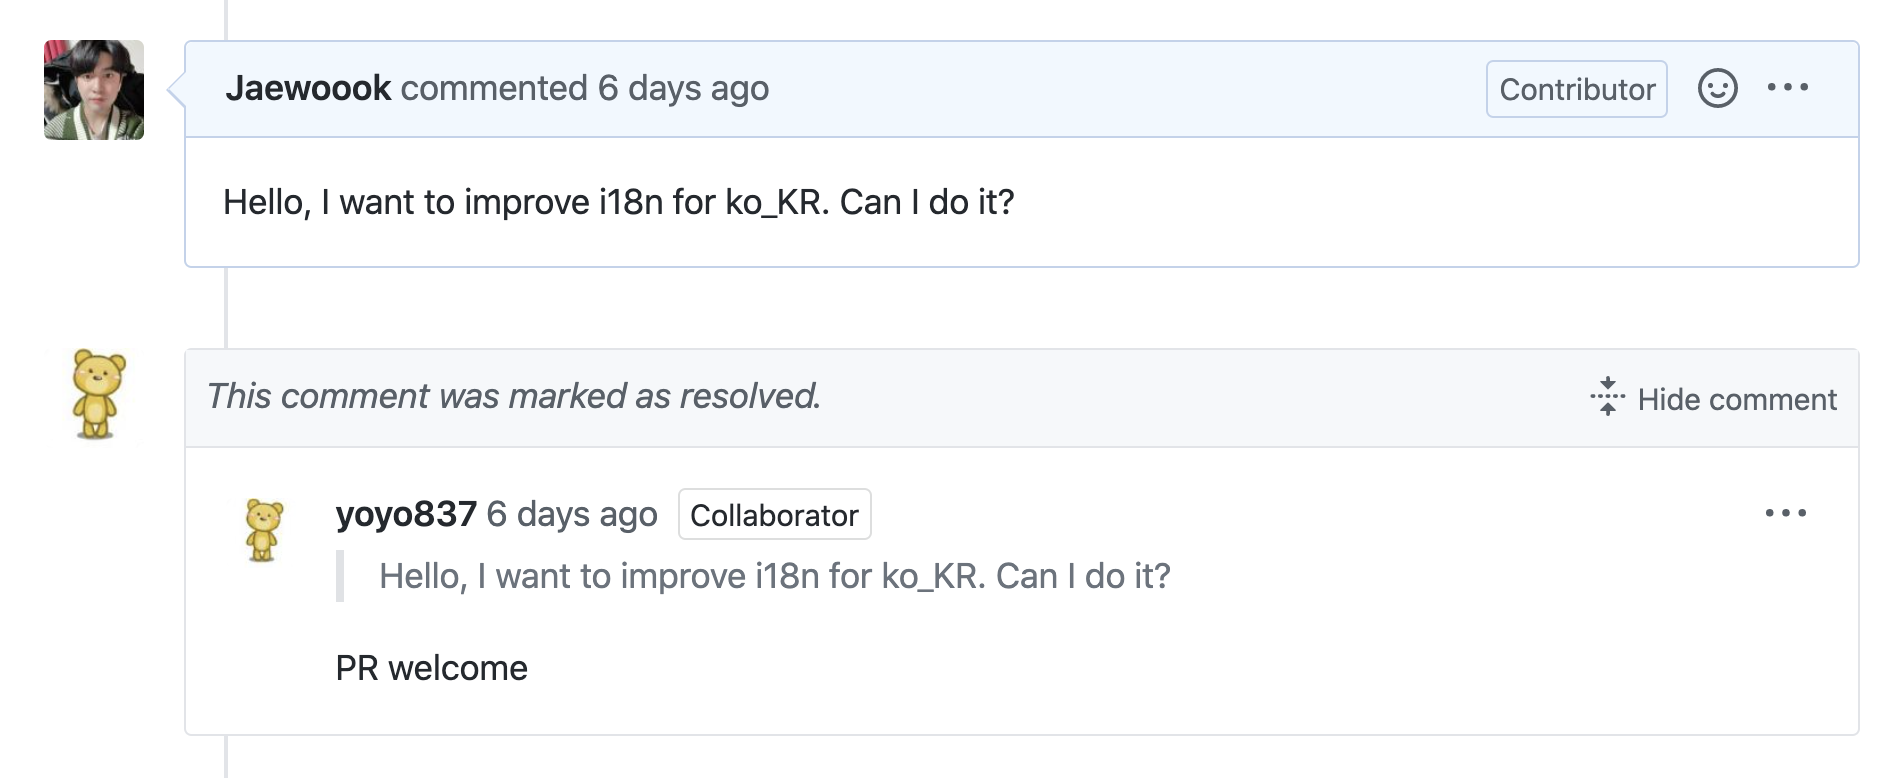 Jaewoook commented 6 days ago Contributor
Hello, I want to improve i18n for ko_KR. Can I do it?
This comment was marked as resolved. Hide comment
yoyo837 6 days ago Collaborator
Hello, I want to improve i18n for ko_KR. Can I do it?
PR welcome